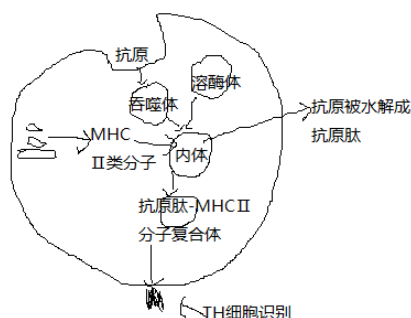 抗原
溶酶体
吞噬体
抗原被水解成
抗原肽
MHC
II类分子
内体
抗原肽-MHCII
分子复合体
TH细胞识别